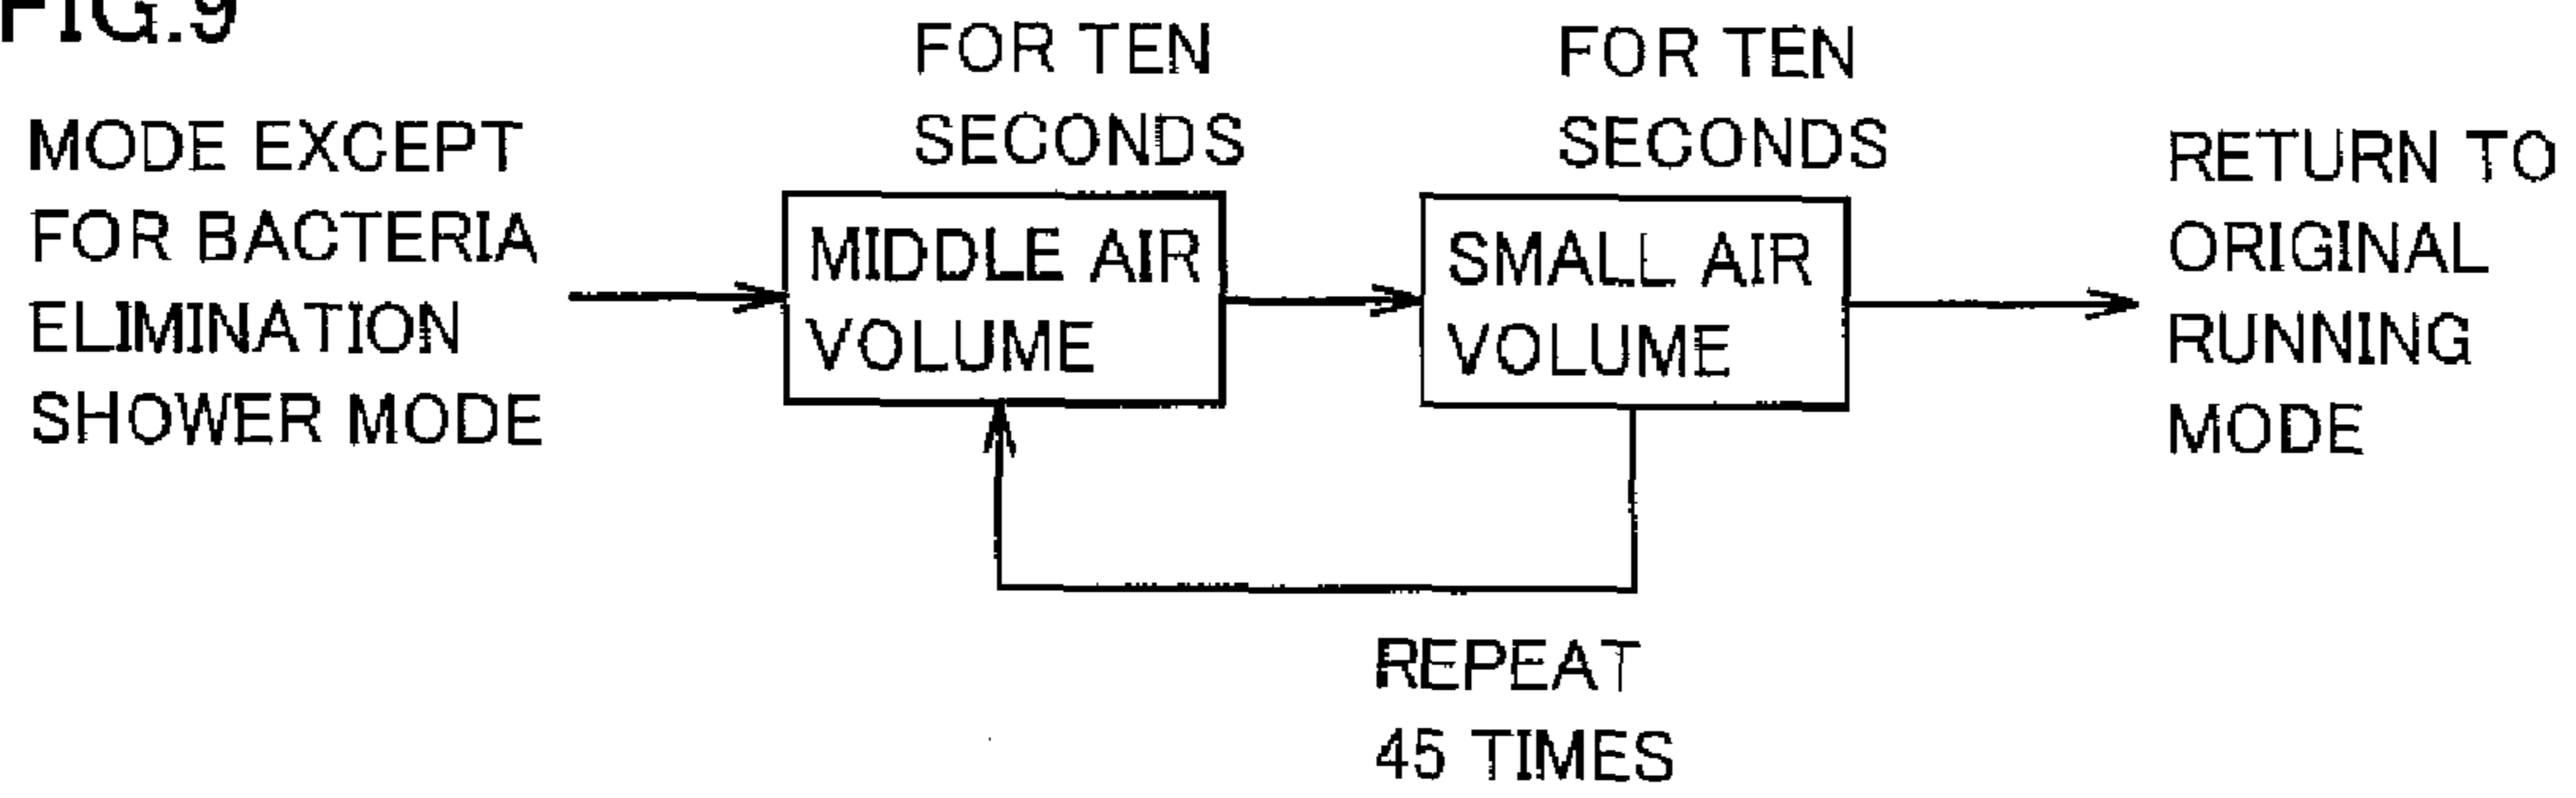 FIG.9
MODE EXCEPT
FOR BACTERIA
ELIMINATION
SHOWER MODE
FOR TEN
SECONDS
MIDDLE AIR
VOLUME
FOR TEN
SECONDS
SMALL AIR
VOLUME
RETURN TO
ORIGINAL
RUNNING
MODE
REPEAT
45 TIMES